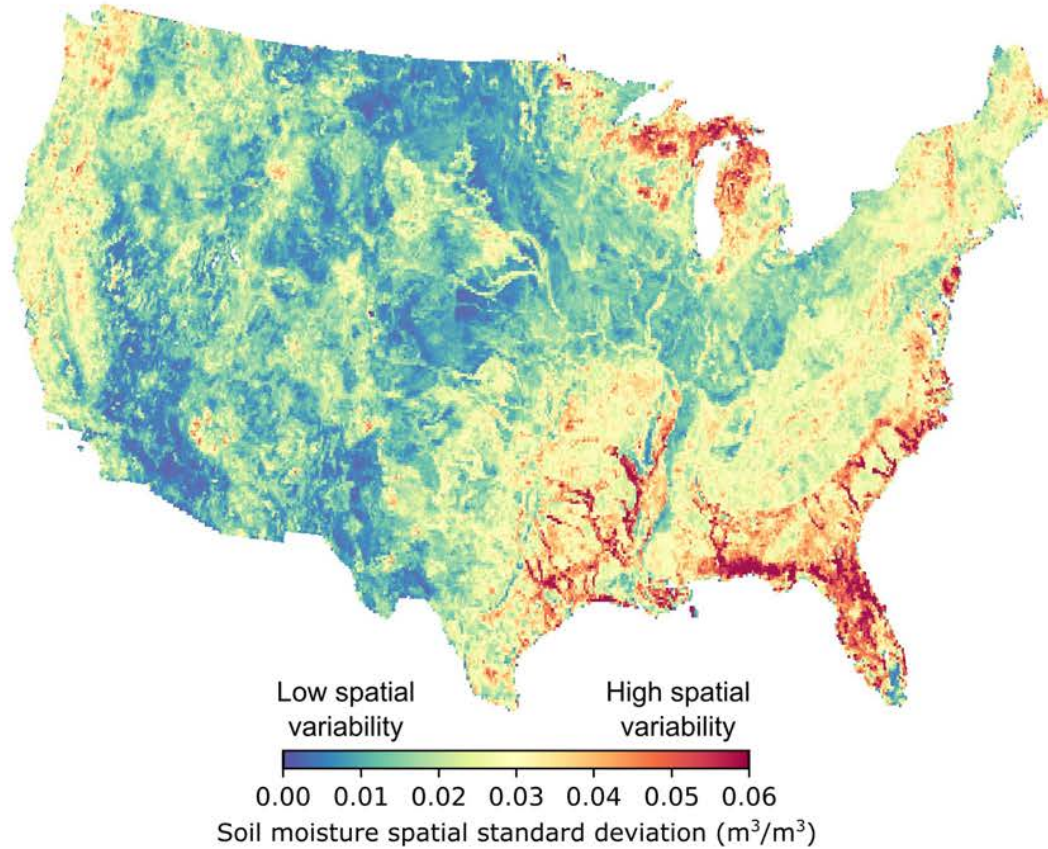 Low spatial variability
High spatial variability
0.00 0.01 0.02 0.03 0.04 0.05 0.06
Soil moisture spatial standard deviation (m³/m³)